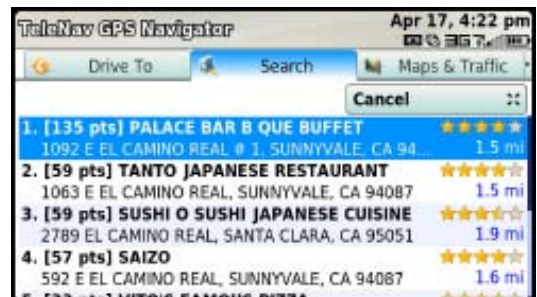 TeleNav GPS Navigator
Apr 17, 4:22 pm
Drive To
Search
Maps & Traffic
Cancel
1. [135 pts] PALACE BAR B QUE BUFFET
1092 E EL CAMINO REAL # 1, SUNNYVALE, CA 94...
1.5 mi
2. [59 pts] TANTO JAPANESE RESTAURANT
1063 E EL CAMINO REAL, SUNNYVALE, CA 94087
1.5 mi
3. [59 pts] SUSHI O SUSHI JAPANESE CUISINE
2789 EL CAMINO REAL, SANTA CLARA, CA 95051
1.9 mi
4. [57 pts] SAIZO
592 E EL CAMINO REAL, SUNNYVALE, CA 94087
1.6 mi